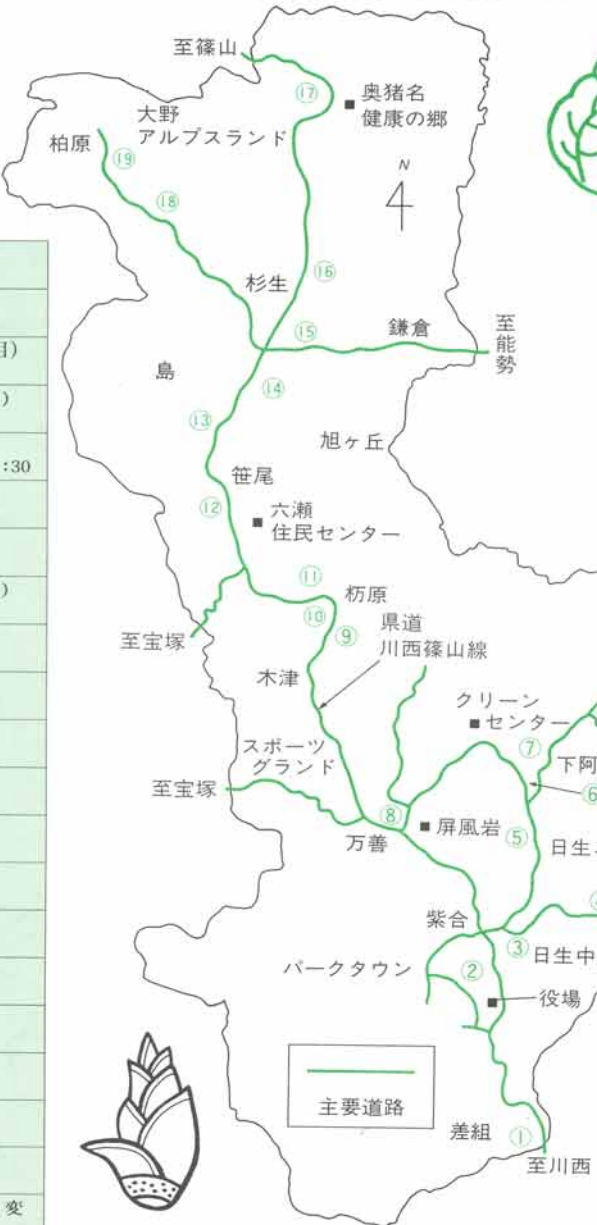 至篠山
⑰
■ 奥猪名
健康の郷
大野
アルプスランド
柏原
⑲
N
⑱
⑯
杉生
⑮
鎌倉
至能勢
目)
島
⑭
)
⑬
旭ヶ丘
:30
笹尾
⑫
■ 六瀬
住民センター
⑪
)
栃原
⑩
⑨
県道
川西篠山線
至宝塚
木津
クリーン
■ センター
⑦
スポーツ
グランド
下阿
⑥
至宝塚
⑧
■ 屏風岩
⑤
万善
日生
紫合
③
日生中
パークタウン
②
■ 役場
主要道路
差組
①
至川西
変